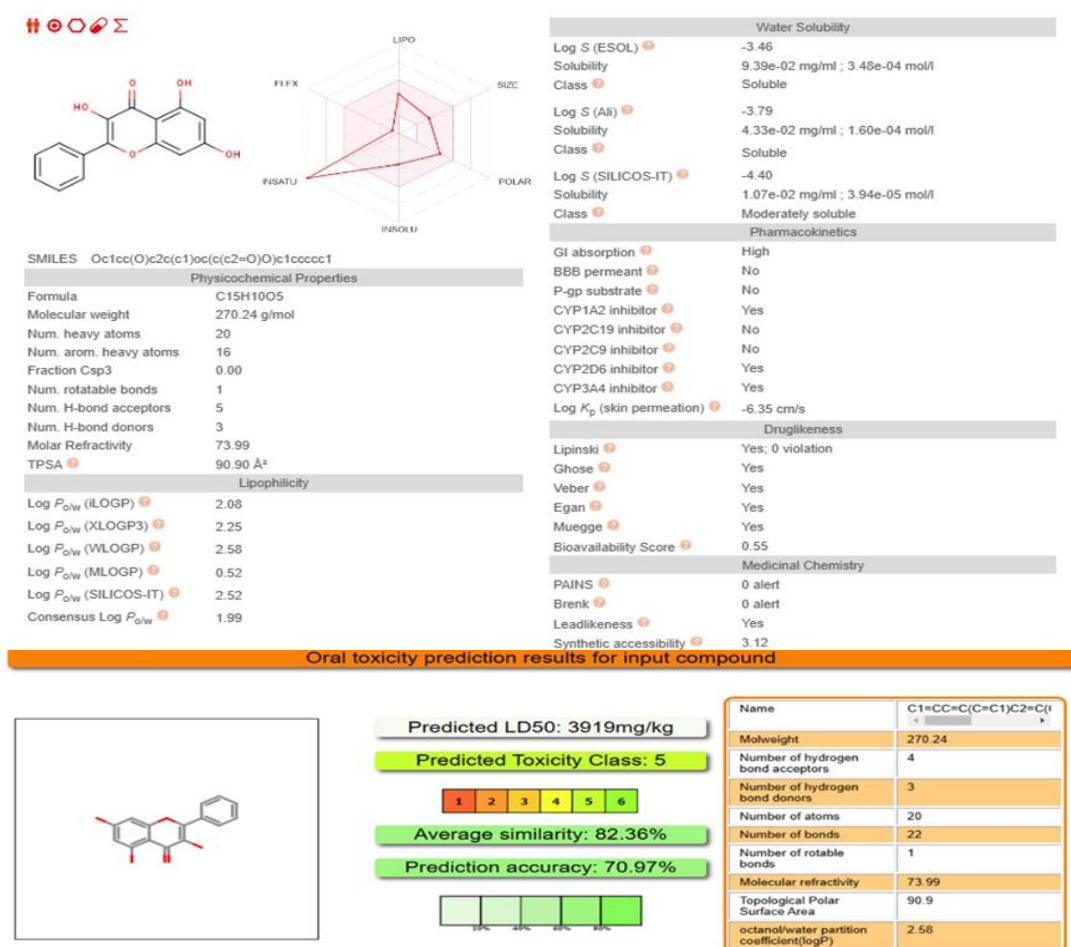 LIPO
FLEX
SIZE
INSATU
POLAR
INSOLU
O
OH
HO
O
OH
SMILES Oc1cc(O)c2c(c1)oc(c(c2=O)O)c1ccccc1
Physicochemical Properties
Formula C15H10O5
Molecular weight 270.24 g/mol
Num. heavy atoms 20
Num. arom. heavy atoms 16
Fraction Csp3 0.00
Num. rotatable bonds 1
Num. H-bond acceptors 5
Num. H-bond donors 3
Molar Refractivity 73.99
TPSA ? 90.90 Å²
Lipophilicity
Log Po/w (iLOGP) ? 2.08
Log Po/w (XLOGP3) ? 2.25
Log Po/w (WLOGP) ? 2.58
Log Po/w (MLOGP) ? 0.52
Log Po/w (SILICOS-IT) ? 2.52
Consensus Log Po/w ? 1.99
Water Solubility
Log S (ESOL) ? -3.46
Solubility 9.39e-02 mg/ml ; 3.48e-04 mol/l
Class ? Soluble
Log S (Ali) ? -3.79
Solubility 4.33e-02 mg/ml ; 1.60e-04 mol/l
Class ? Soluble
Log S (SILICOS-IT) ? -4.40
Solubility 1.07e-02 mg/ml ; 3.94e-05 mol/l
Class ? Moderately soluble
Pharmacokinetics
GI absorption ? High
BBB permeant ? No
P-gp substrate ? No
CYP1A2 inhibitor ? Yes
CYP2C19 inhibitor ? No
CYP2C9 inhibitor ? No
CYP2D6 inhibitor ? Yes
CYP3A4 inhibitor ? Yes
Log Kp (skin permeation) ? -6.35 cm/s
Druglikeness
Lipinski ? Yes; 0 violation
Ghose ? Yes
Veber ? Yes
Egan ? Yes
Muegge ? Yes
Bioavailability Score ? 0.55
Medicinal Chemistry
PAINS ? 0 alert
Brenk ? 0 alert
Leadlikeness ? Yes
Synthetic accessibility ? 3.12
Oral toxicity prediction results for input compound
Predicted LD50: 3919mg/kg
Predicted Toxicity Class: 5
1 2 3 4 5 6
Average similarity: 82.36%
Prediction accuracy: 70.97%
20% 40% 60% 80%
Name C1=CC=C(C=C1)C2=C(
Molweight 270.24
Number of hydrogen
bond acceptors 4
Number of hydrogen
bond donors 3
Number of atoms 20
Number of bonds 22
Number of rotable
bonds 1
Molecular refractivity 73.99
Topological Polar
Surface Area 90.9
octanol/water partition
coefficient(logP) 2.58